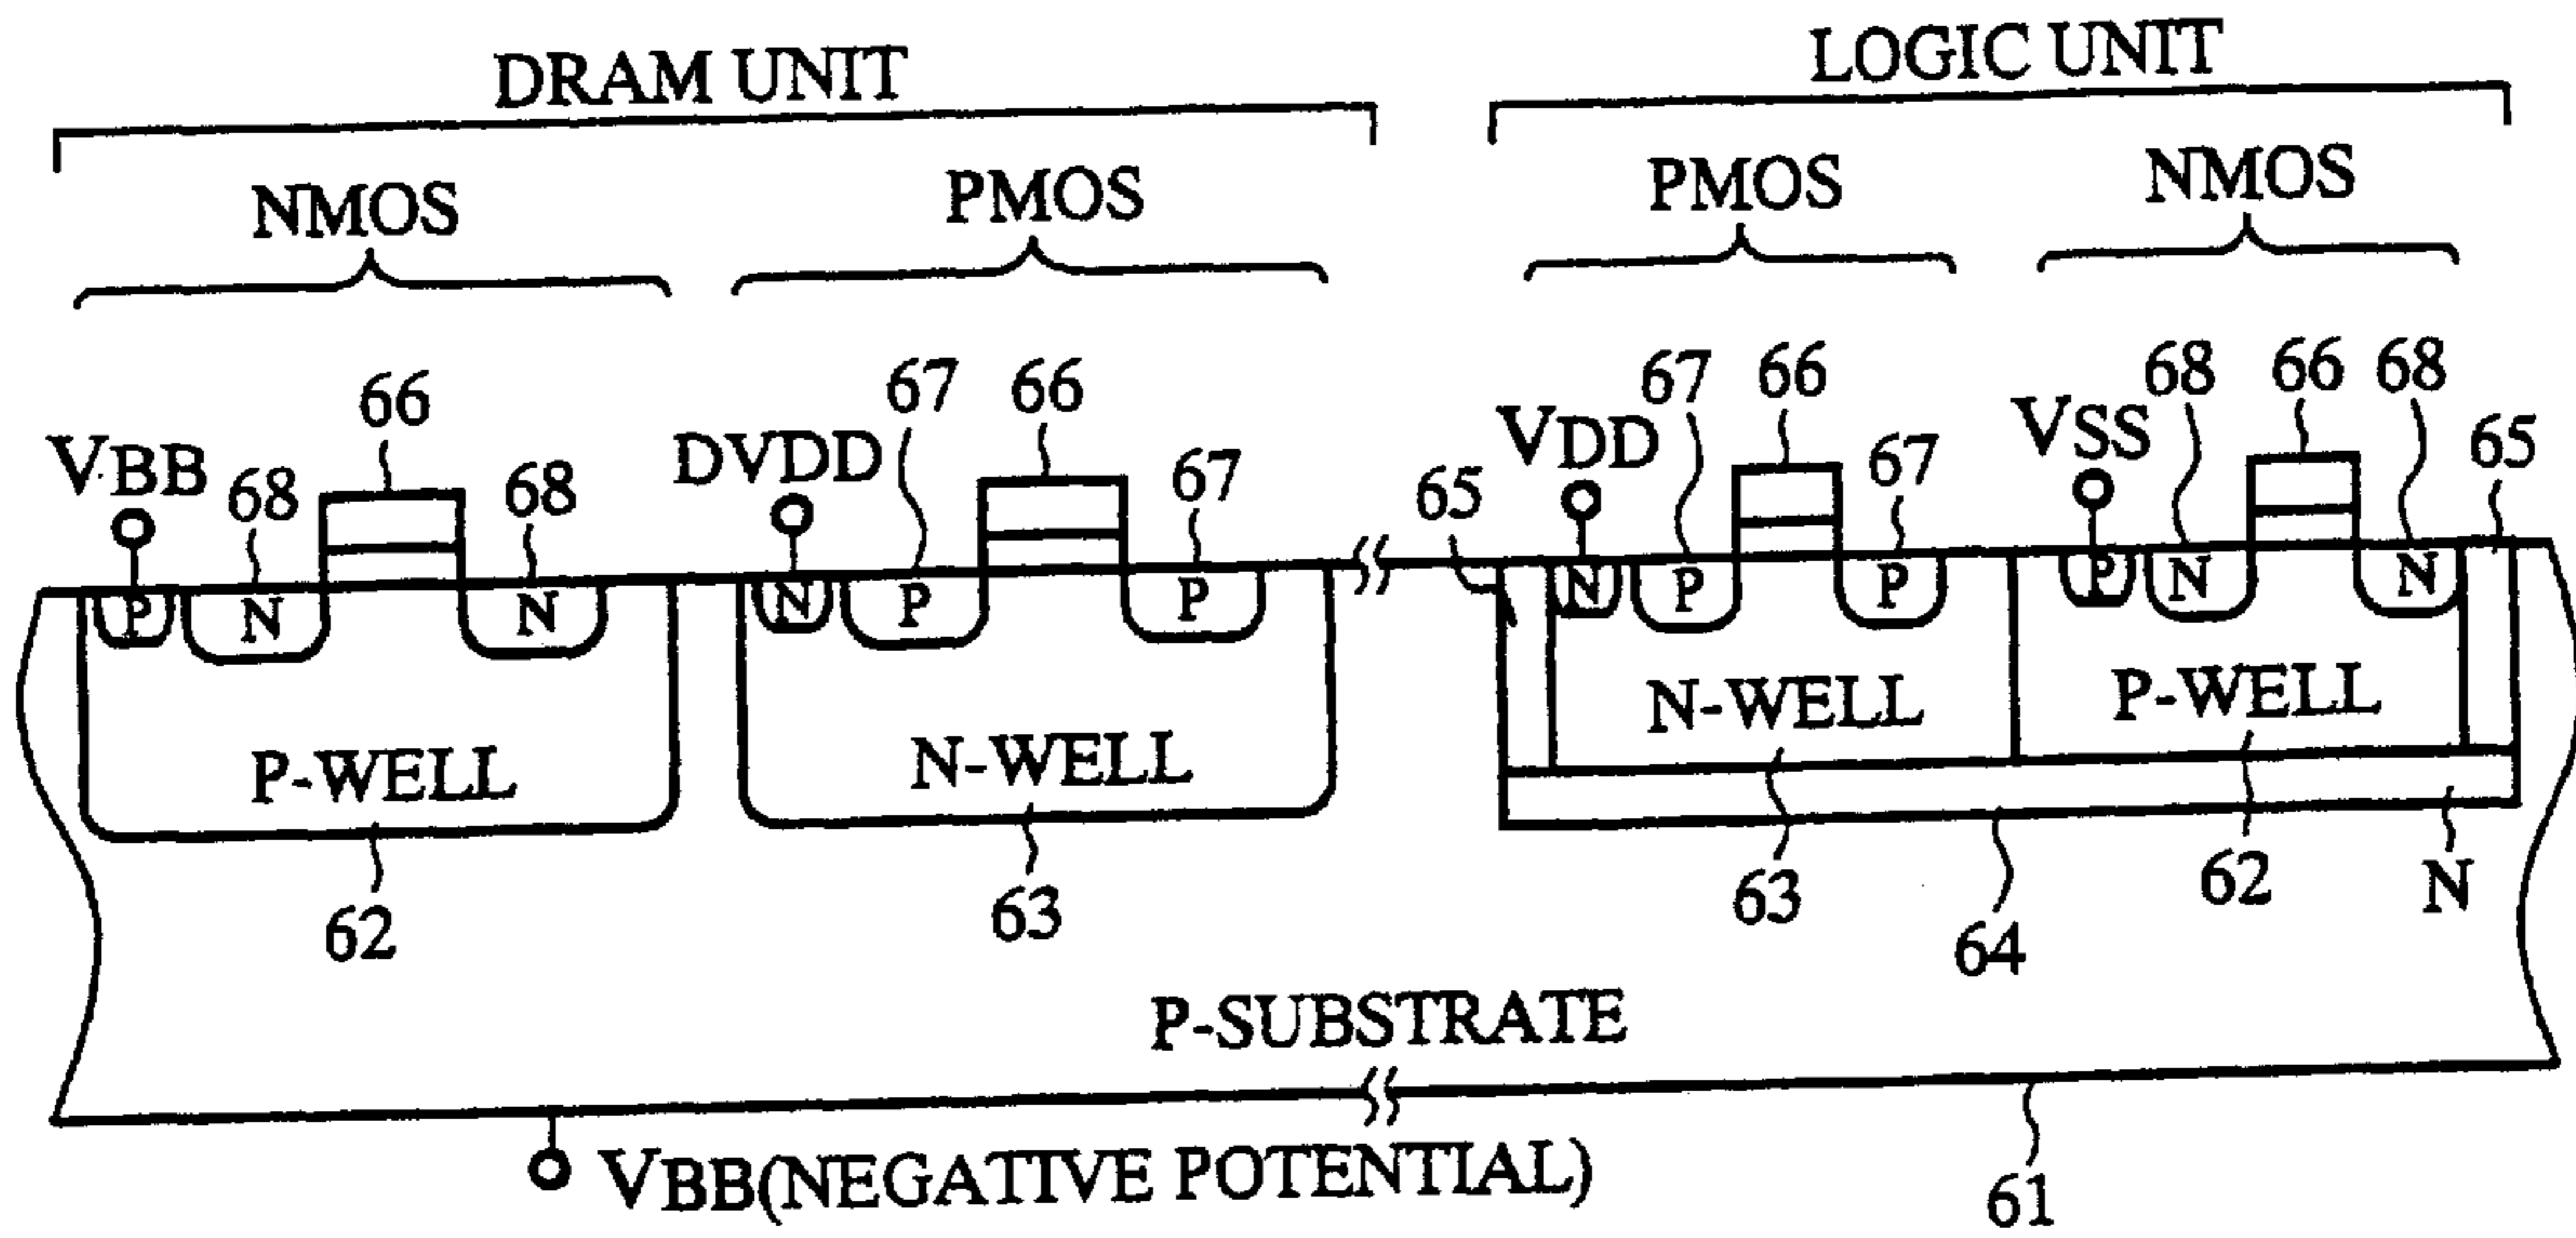 DRAM UNIT
LOGIC UNIT
NMOS
PMOS
PMOS
NMOS
VBB
68
66
68
DVDD
67
66
67
65
VDD
67
66
67
VSS
68
66
68
65
P
N
N
N
P
P
N
P
P
P
N
N
P-WELL
N-WELL
N-WELL
P-WELL
62
63
63
64
62
N
P-SUBSTRATE
VBB(NEGATIVE POTENTIAL)
61